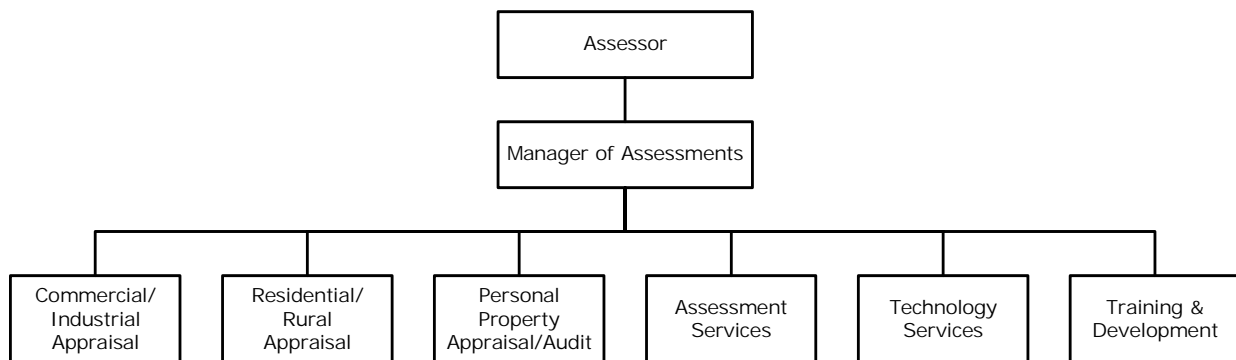 Assessor
Manager of Assessments
Commercial/
Industrial
Appraisal
Residential/
Rural
Appraisal
Personal
Property
Appraisal/Audit
Assessment
Services
Technology
Services
Training &
Development